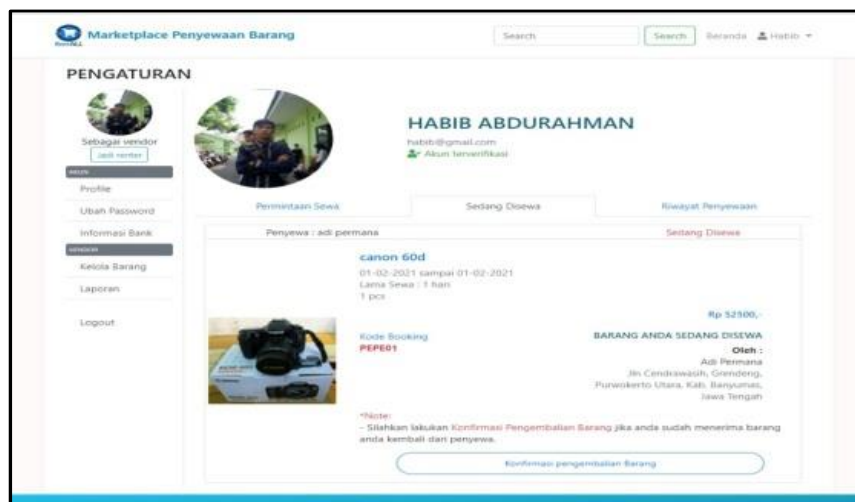 Marketplace Penyewaan Barang
Search
Search
Beranda
Habib
PENGATURAN
Sebagai vendor
Jadi renter
AKUN
Profile
Ubah Password
Informasi Bank
VENDOR
Kelola Barang
Laporan
Logout
HABIB ABDURAHMAN
habib@gmail.com
Akun terverifikasi
Permintaan Sewa
Sedang Disewa
Riwayat Penyewaan
Penyewa : adi permana
Sedang Disewa
canon 60d
01-02-2021 sampai 01-02-2021
Lama Sewa : 1 hari
1 pcs
Rp 52500,-
Kode Booking
PEPE01
BARANG ANDA SEDANG DISEWA
Oleh :
Adi Permana
Jln Cendrawasih, Grendeng,
Purwokerto Utara, Kab. Banyumas,
Jawa Tengah
*Note:
- Silahkan lakukan Konfirmasi Pengembalian Barang jika anda sudah menerima barang
anda kembali dari penyewa.
Konfirmasi pengembalian Barang